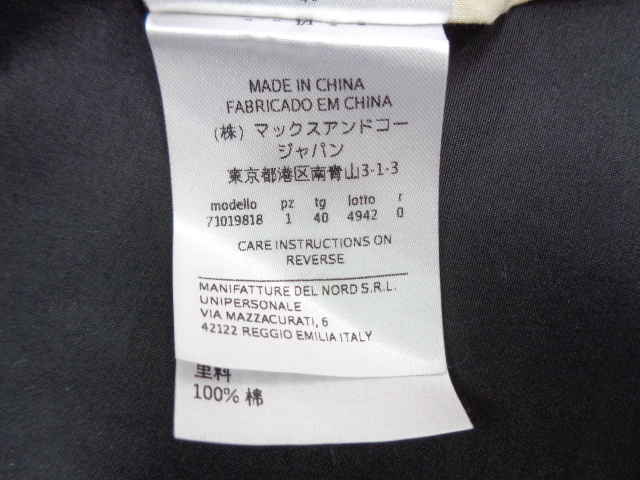 MADE IN CHINA
FABRICADO EM CHINA
(株) マックスアンドコー
ジャパン
東京都港区南青山3-1-3
modello pz tg lotto r
71019818 1 40 4942 0
CARE INSTRUCTIONS ON
REVERSE
MANIFATTURE DEL NORD S.R.L.
UNIPERSONALE
VIA MAZZACURATI, 6
42122 REGGIO EMILIA ITALY
里料
100% 棉